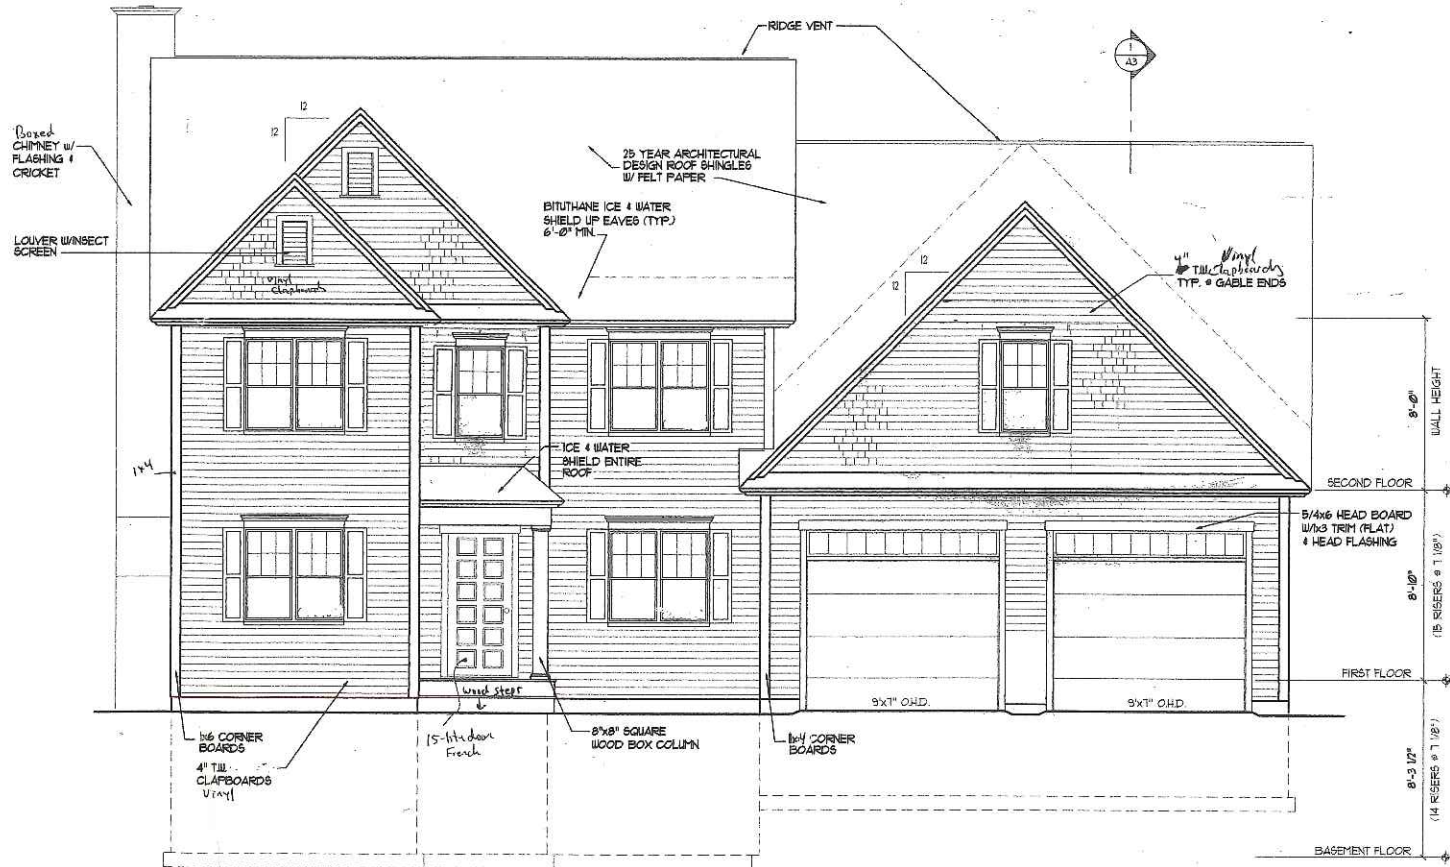 RIDGE VENT
1
A3
12
12
Boxed
CHIMNEY W/
FLASHING &
CRICKET
25 YEAR ARCHITECTURAL
DESIGN ROOF SHINGLES
W/ FELT PAPER
BITUTHANE ICE & WATER
SHIELD UP EAVES (TYP.)
6'-0" MIN.
LOUVER W/INSECT
SCREEN
Vinyl
Clapboards
12
12
4" Vinyl
T.W. Clapboards
TYP. @ GABLE ENDS
8'-0"
WALL HEIGHT
ICE & WATER
SHIELD ENTIRE
ROOF
1x4
SECOND FLOOR
5/4x6 HEAD BOARD
W/1x3 TRIM (FLAT)
& HEAD FLASHING
8'-10"
(15 RISERS @ 7 1/8")
FIRST FLOOR
wood steps
9'x7' O.H.D.
9'x7' O.H.D.
1x6 CORNER
BOARDS
15-lite door
French
8"x8" SQUARE
WOOD BOX COLUMN
1x4 CORNER
BOARDS
4" T.W.
CLAPBOARDS
Vinyl
8'-3 1/2"
(14 RISERS @ 7 1/8")
BASEMENT FLOOR